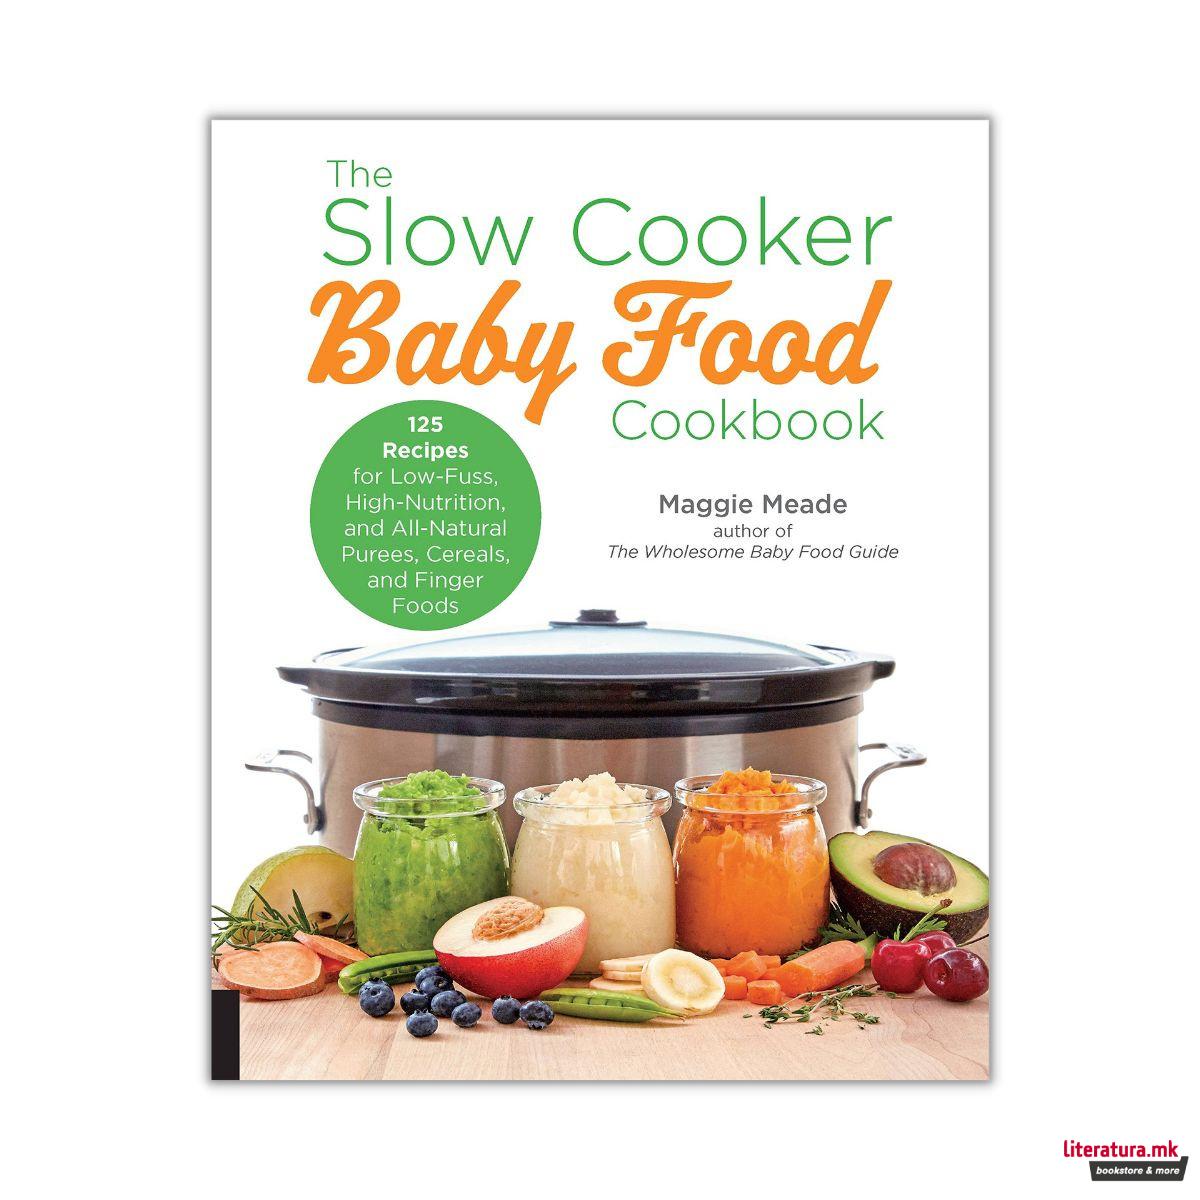 The
Slow Cooker
Baby Food
Cookbook
125
Recipes
for Low-Fuss,
High-Nutrition,
and All-Natural
Purees, Cereals,
and Finger
Foods
Maggie Meade
author of
The Wholesome Baby Food Guide
literatura.mk
bookstore & more